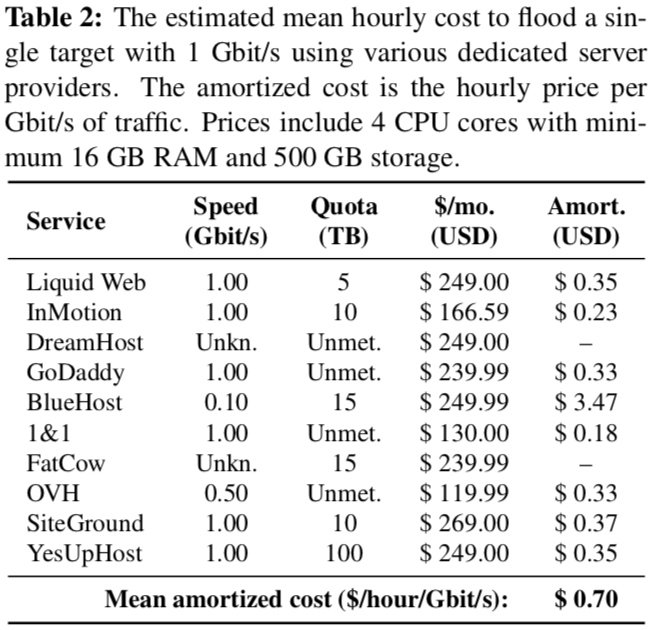 Table 2: The estimated mean hourly cost to flood a sin-
gle target with 1 Gbit/s using various dedicated server
providers. The amortized cost is the hourly price per
Gbit/s of traffic. Prices include 4 CPU cores with mini-
mum 16 GB RAM and 500 GB storage.
Service Speed (Gbit/s) Quota (TB) $/mo. (USD) Amort. (USD)
Liquid Web 1.00 5 $ 249.00 $ 0.35
InMotion 1.00 10 $ 166.59 $ 0.23
DreamHost Unkn. Unmet. $ 249.00 –
GoDaddy 1.00 Unmet. $ 239.99 $ 0.33
BlueHost 0.10 15 $ 249.99 $ 3.47
1&1 1.00 Unmet. $ 130.00 $ 0.18
FatCow Unkn. 15 $ 239.99 –
OVH 0.50 Unmet. $ 119.99 $ 0.33
SiteGround 1.00 10 $ 269.00 $ 0.37
YesUpHost 1.00 100 $ 249.00 $ 0.35
Mean amortized cost ($/hour/Gbit/s): $ 0.70